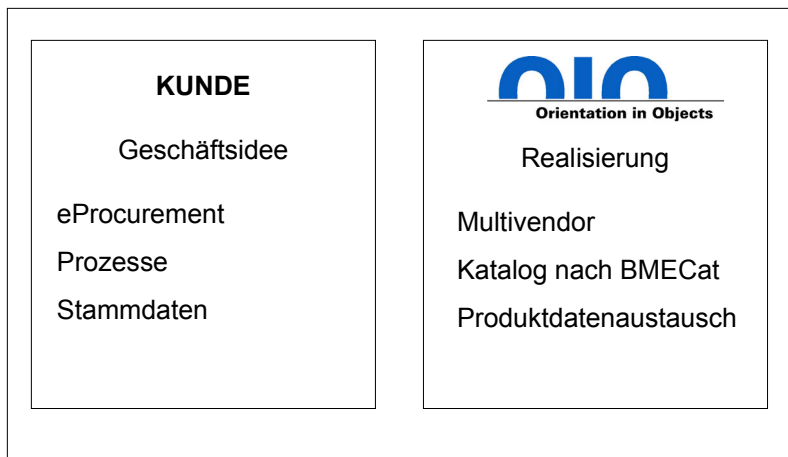 KUNDE
Geschäftsidee
eProcurement
Prozesse
Stammdaten
OIO
Orientation in Objects
Realisierung
Multivendor
Katalog nach BMECat
Produktdatenaustausch